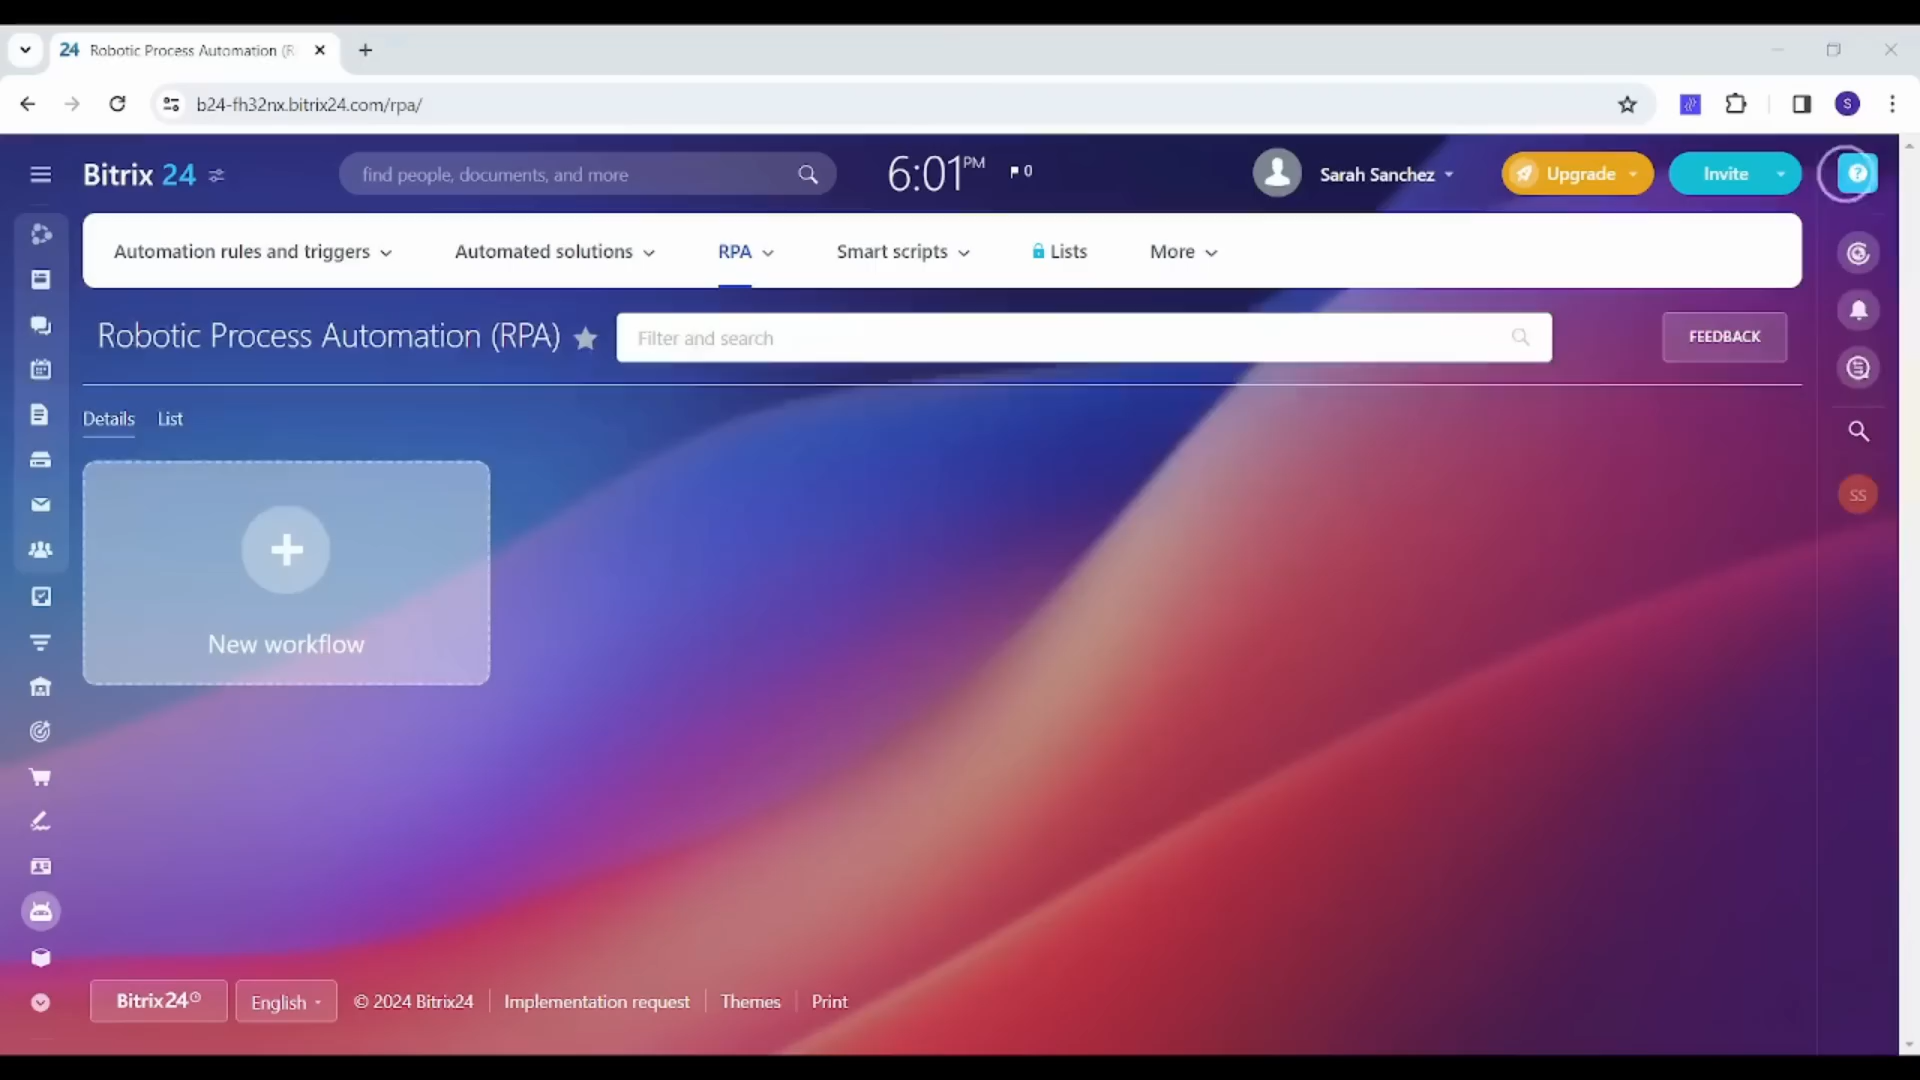 24 Robotic Process Automation (R
b24-fh32nx.bitrix24.com/rpa/
S
Bitrix 24
find people, documents, and more
6:01 PM
0
Sarah Sanchez
Upgrade
Invite
?
Automation rules and triggers
Automated solutions
RPA
Smart scripts
Lists
More
Robotic Process Automation (RPA)
Filter and search
FEEDBACK
Details
List
SS
New workflow
Bitrix24
English
© 2024 Bitrix24
Implementation request
Themes
Print